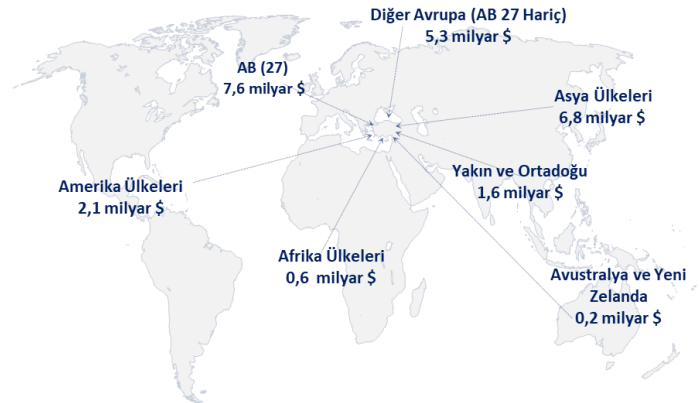 Diğer Avrupa (AB 27 Hariç)
5,3 milyar $
AB (27)
7,6 milyar $
Asya Ülkeleri
6,8 milyar $
Yakın ve Ortadoğu
1,6 milyar $
Amerika Ülkeleri
2,1 milyar $
Afrika Ülkeleri
0,6 milyar $
Avustralya ve Yeni
Zelanda
0,2 milyar $